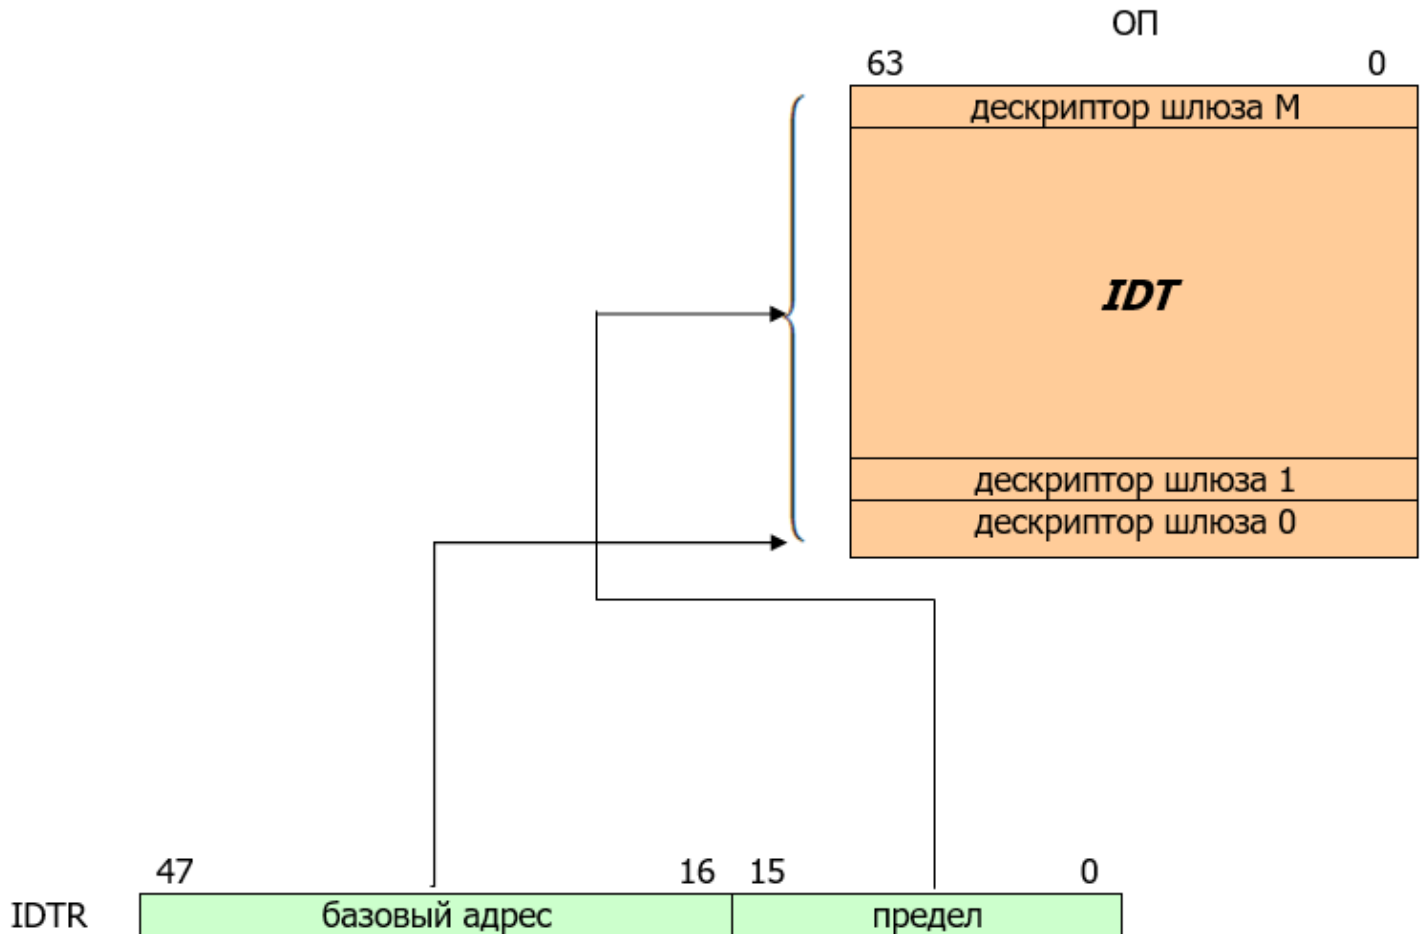 ОП
63 0
дескриптор шлюза M
IDT
дескриптор шлюза 1
дескриптор шлюза 0
47 16 15 0
IDTR базовый адрес предел